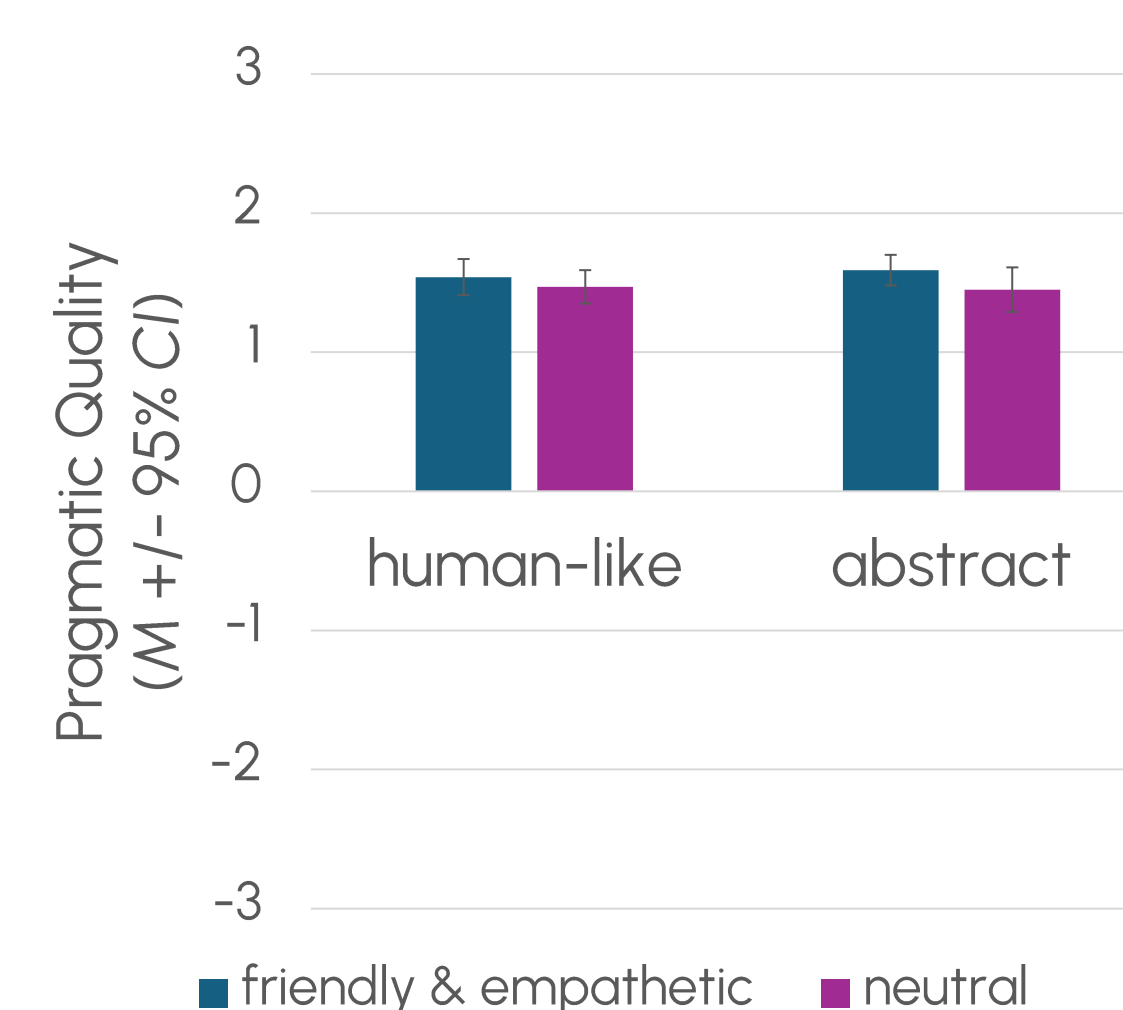 Pragmatic Quality
(M +/- 95% CI)
3
2
1
0
-1
-2
-3
human-like abstract
friendly & empathetic neutral